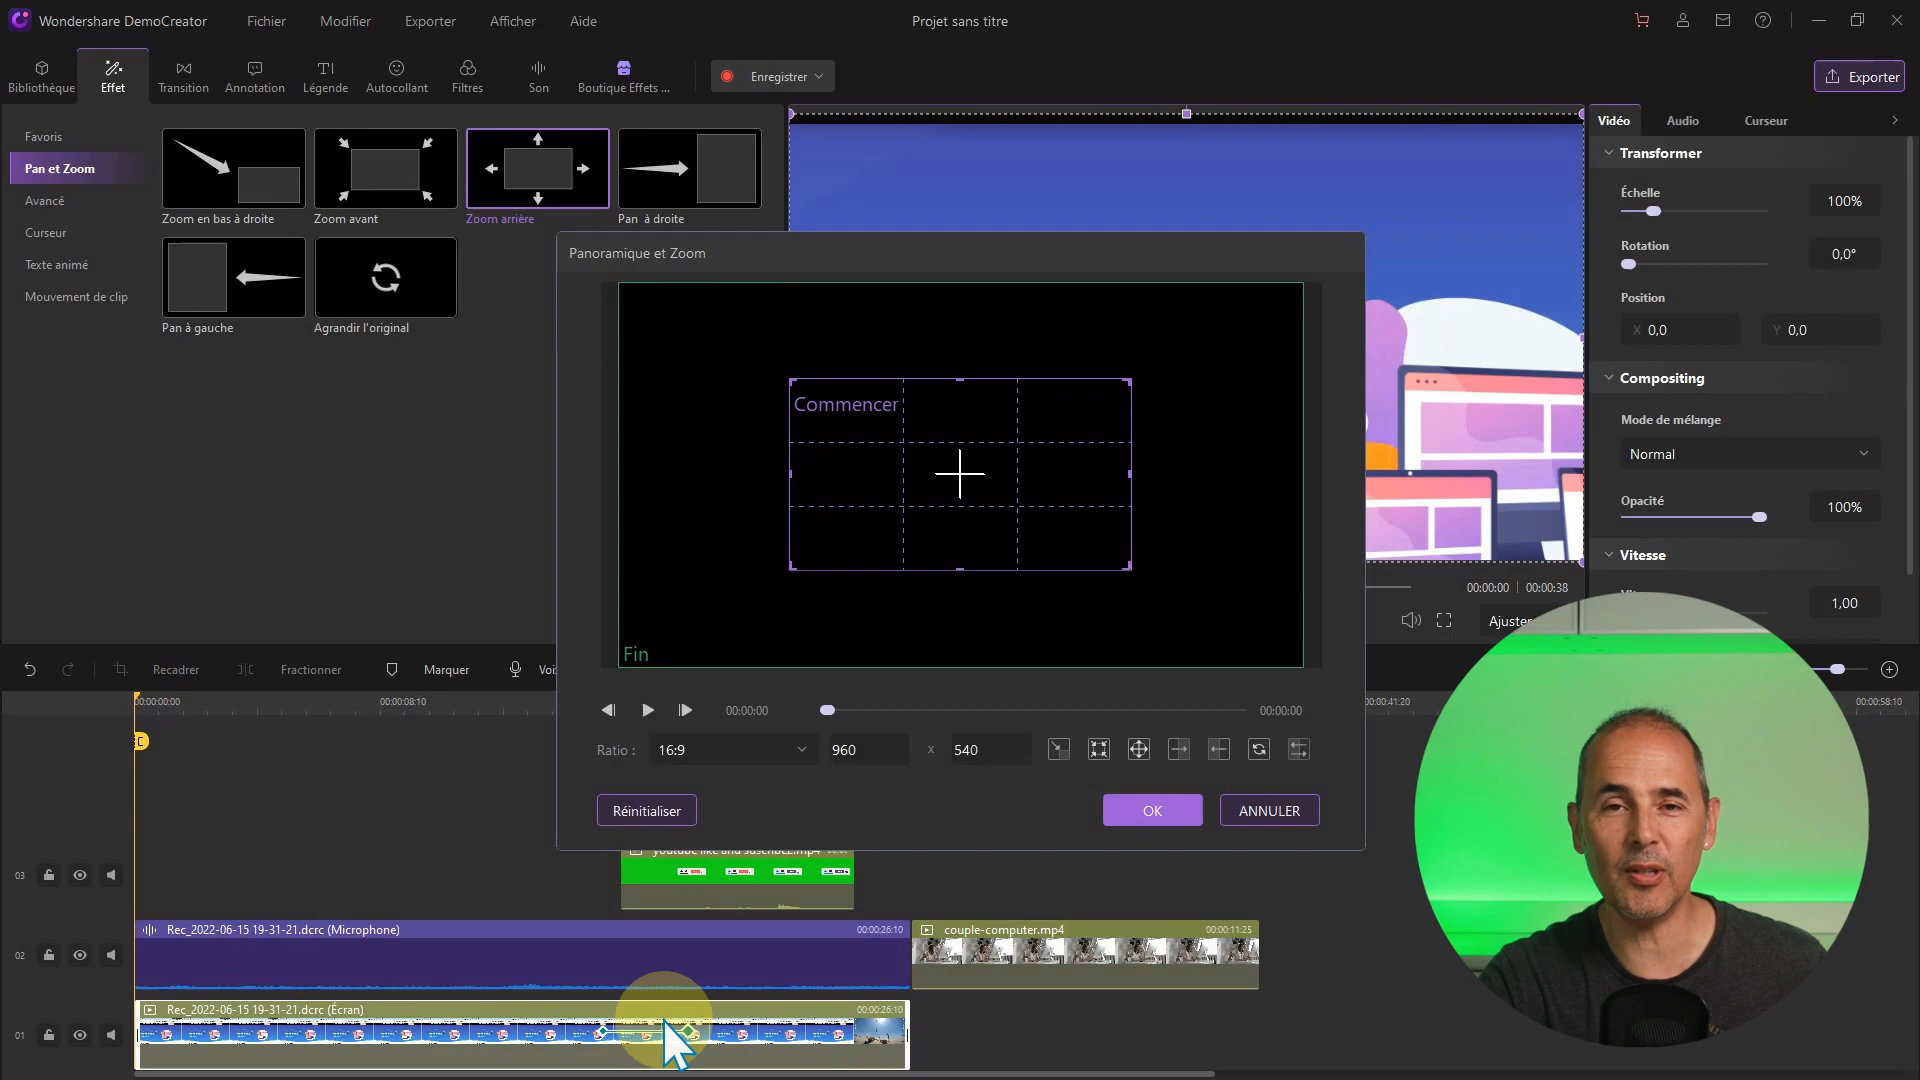 Wondershare DemoCreator
Fichier
Modifier
Exporter
Afficher
Aide
Projet sans titre
Bibliothèque
Effet
Transition
Annotation
Légende
Autocollant
Filtres
Son
Boutique Effets ...
Enregistrer
Exporter
Favoris
Pan et Zoom
Avancé
Curseur
Texte animé
Mouvement de clip
Zoom en bas à droite
Zoom avant
Zoom arrière
Pan à droite
Pan à gauche
Agrandir l'original
Vidéo
Audio
Curseur
Transformer
Échelle
100%
Rotation
0,0°
Position
X 0,0
Y 0,0
Compositing
Mode de mélange
Normal
Opacité
100%
Vitesse
1,00
Panoramique et Zoom
Commencer
Fin
00:00:00
00:00:00
Ratio :
16:9
960
x
540
Réinitialiser
OK
ANNULER
00:00:00 | 00:00:38
Ajuster
Recadrer
Fractionner
Marquer
00:00:00:00
00:00:08:10
00:00:41:20
00:00:58:10
03
youtube like and suscribe2.mp4
02
Rec_2022-06-15 19-31-21.dcrc (Microphone)
00:00:26:10
couple-computer.mp4
00:00:11:25
01
Rec_2022-06-15 19-31-21.dcrc (Écran)
00:00:26:10